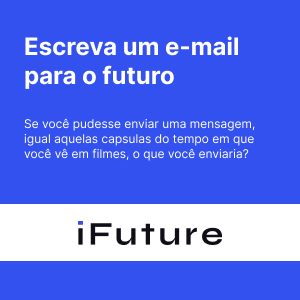 Escreva um e-mail
para o futuro
Se você pudesse enviar uma mensagem,
igual aquelas capsulas do tempo em que
você vê em filmes, o que você enviaria?
iFuture